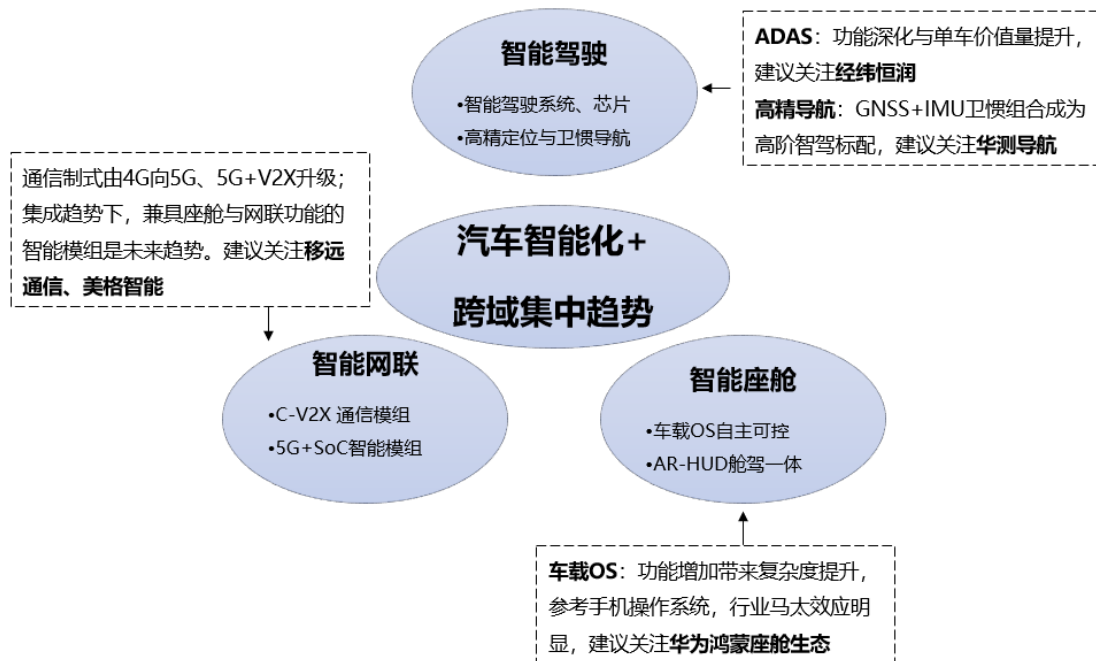 智能驾驶
•智能驾驶系统、芯片
•高精定位与卫惯导航
ADAS：功能深化与单车价值量提升，
建议关注经纬恒润
高精导航：GNSS+IMU卫惯组合成为
高阶智驾标配，建议关注华测导航
通信制式由4G向5G、5G+V2X升级；
集成趋势下，兼具座舱与网联功能的
智能模组是未来趋势。建议关注移远
通信、美格智能
汽车智能化+
跨域集中趋势
智能网联
•C-V2X 通信模组
•5G+SoC智能模组
智能座舱
•车载OS自主可控
•AR-HUD舱驾一体
车载OS：功能增加带来复杂度提升，
参考手机操作系统，行业马太效应明
显，建议关注华为鸿蒙座舱生态